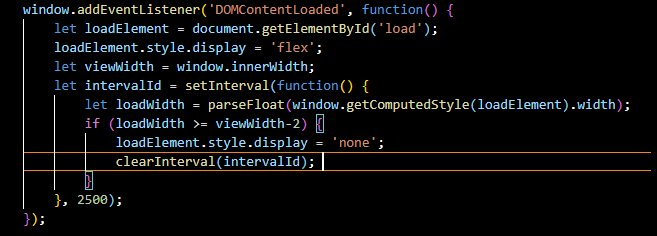 window.addEventListener('DOMContentLoaded', function() {
    let loadElement = document.getElementById('load');
    loadElement.style.display = 'flex';
    let viewWidth = window.innerWidth;
    let intervalId = setInterval(function() {
        let loadWidth = parseFloat(window.getComputedStyle(loadElement).width);
        if (loadWidth >= viewWidth-2) {
            loadElement.style.display = 'none';
            clearInterval(intervalId);
        }
    }, 2500);
});